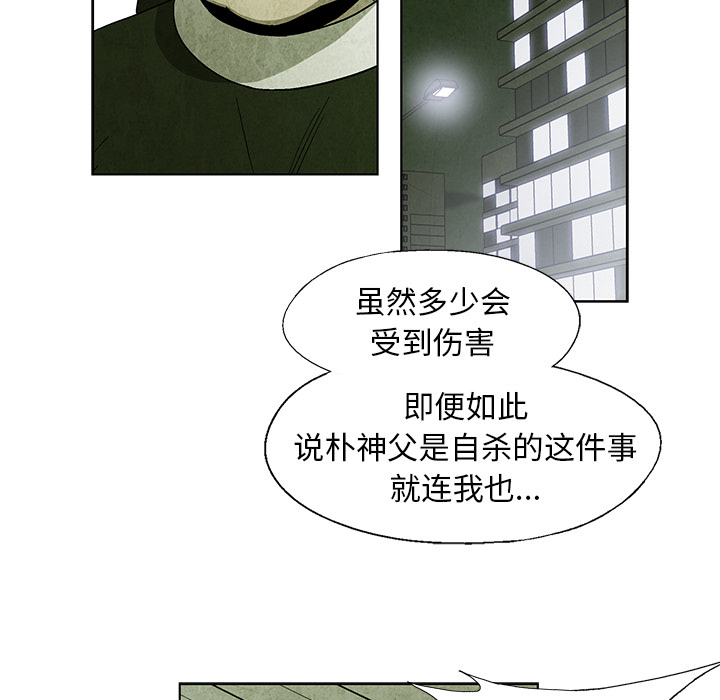 虽然多少会
受到伤害
即便如此
说朴神父是自杀的这件事
就连我也…